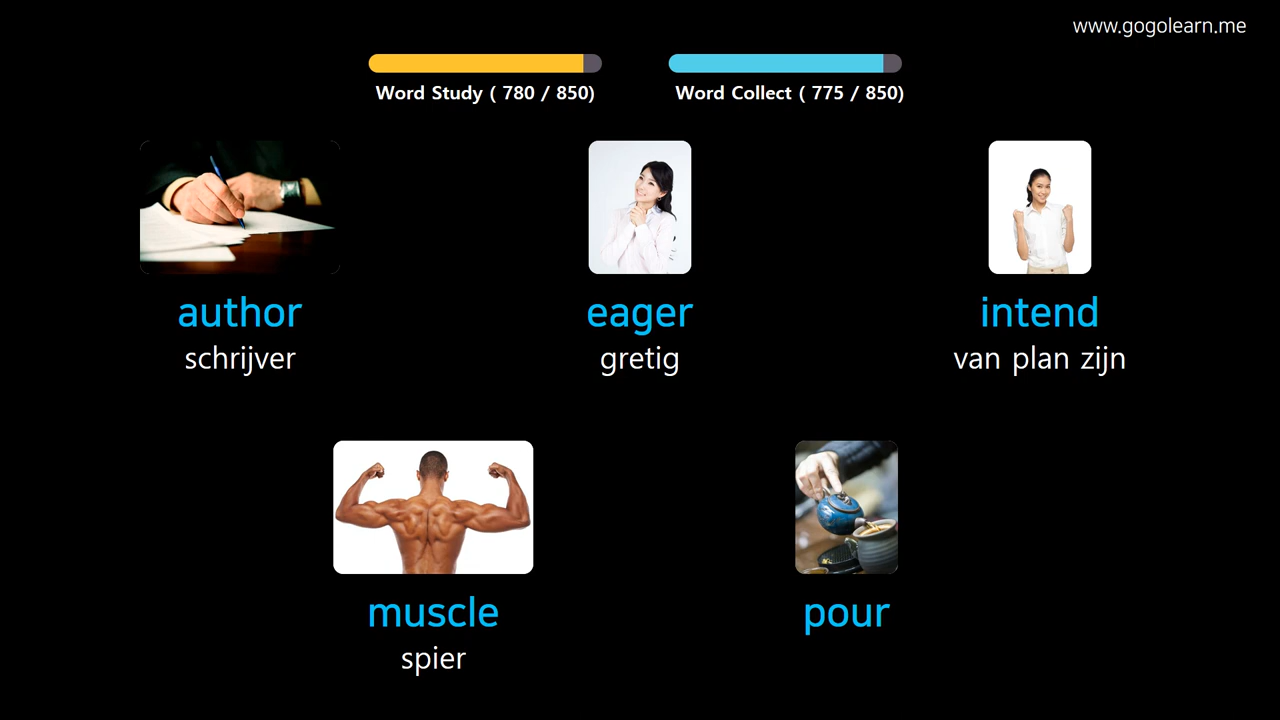 www.gogolearn.me
Word Study ( 780 / 850)
Word Collect ( 775 / 850)
author
schrijver
eager
gretig
intend
van plan zijn
muscle
spier
pour